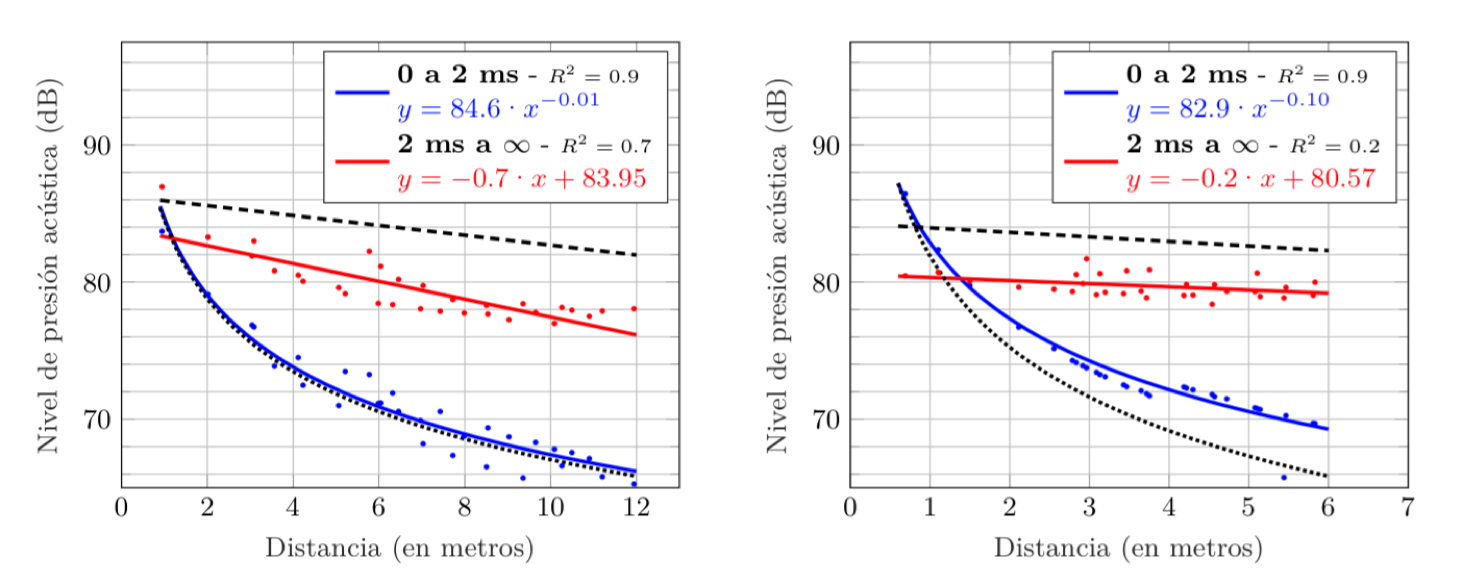 Nivel de presión acústica (dB)
90
80
70
0 a 2 ms - R² = 0.9
y = 84.6 · x^−0.01
2 ms a ∞ - R² = 0.7
y = −0.7 · x + 83.95
0 2 4 6 8 10 12
Distancia (en metros)
Nivel de presión acústica (dB)
90
80
70
0 a 2 ms - R² = 0.9
y = 82.9 · x^−0.10
2 ms a ∞ - R² = 0.2
y = −0.2 · x + 80.57
0 1 2 3 4 5 6 7
Distancia (en metros)